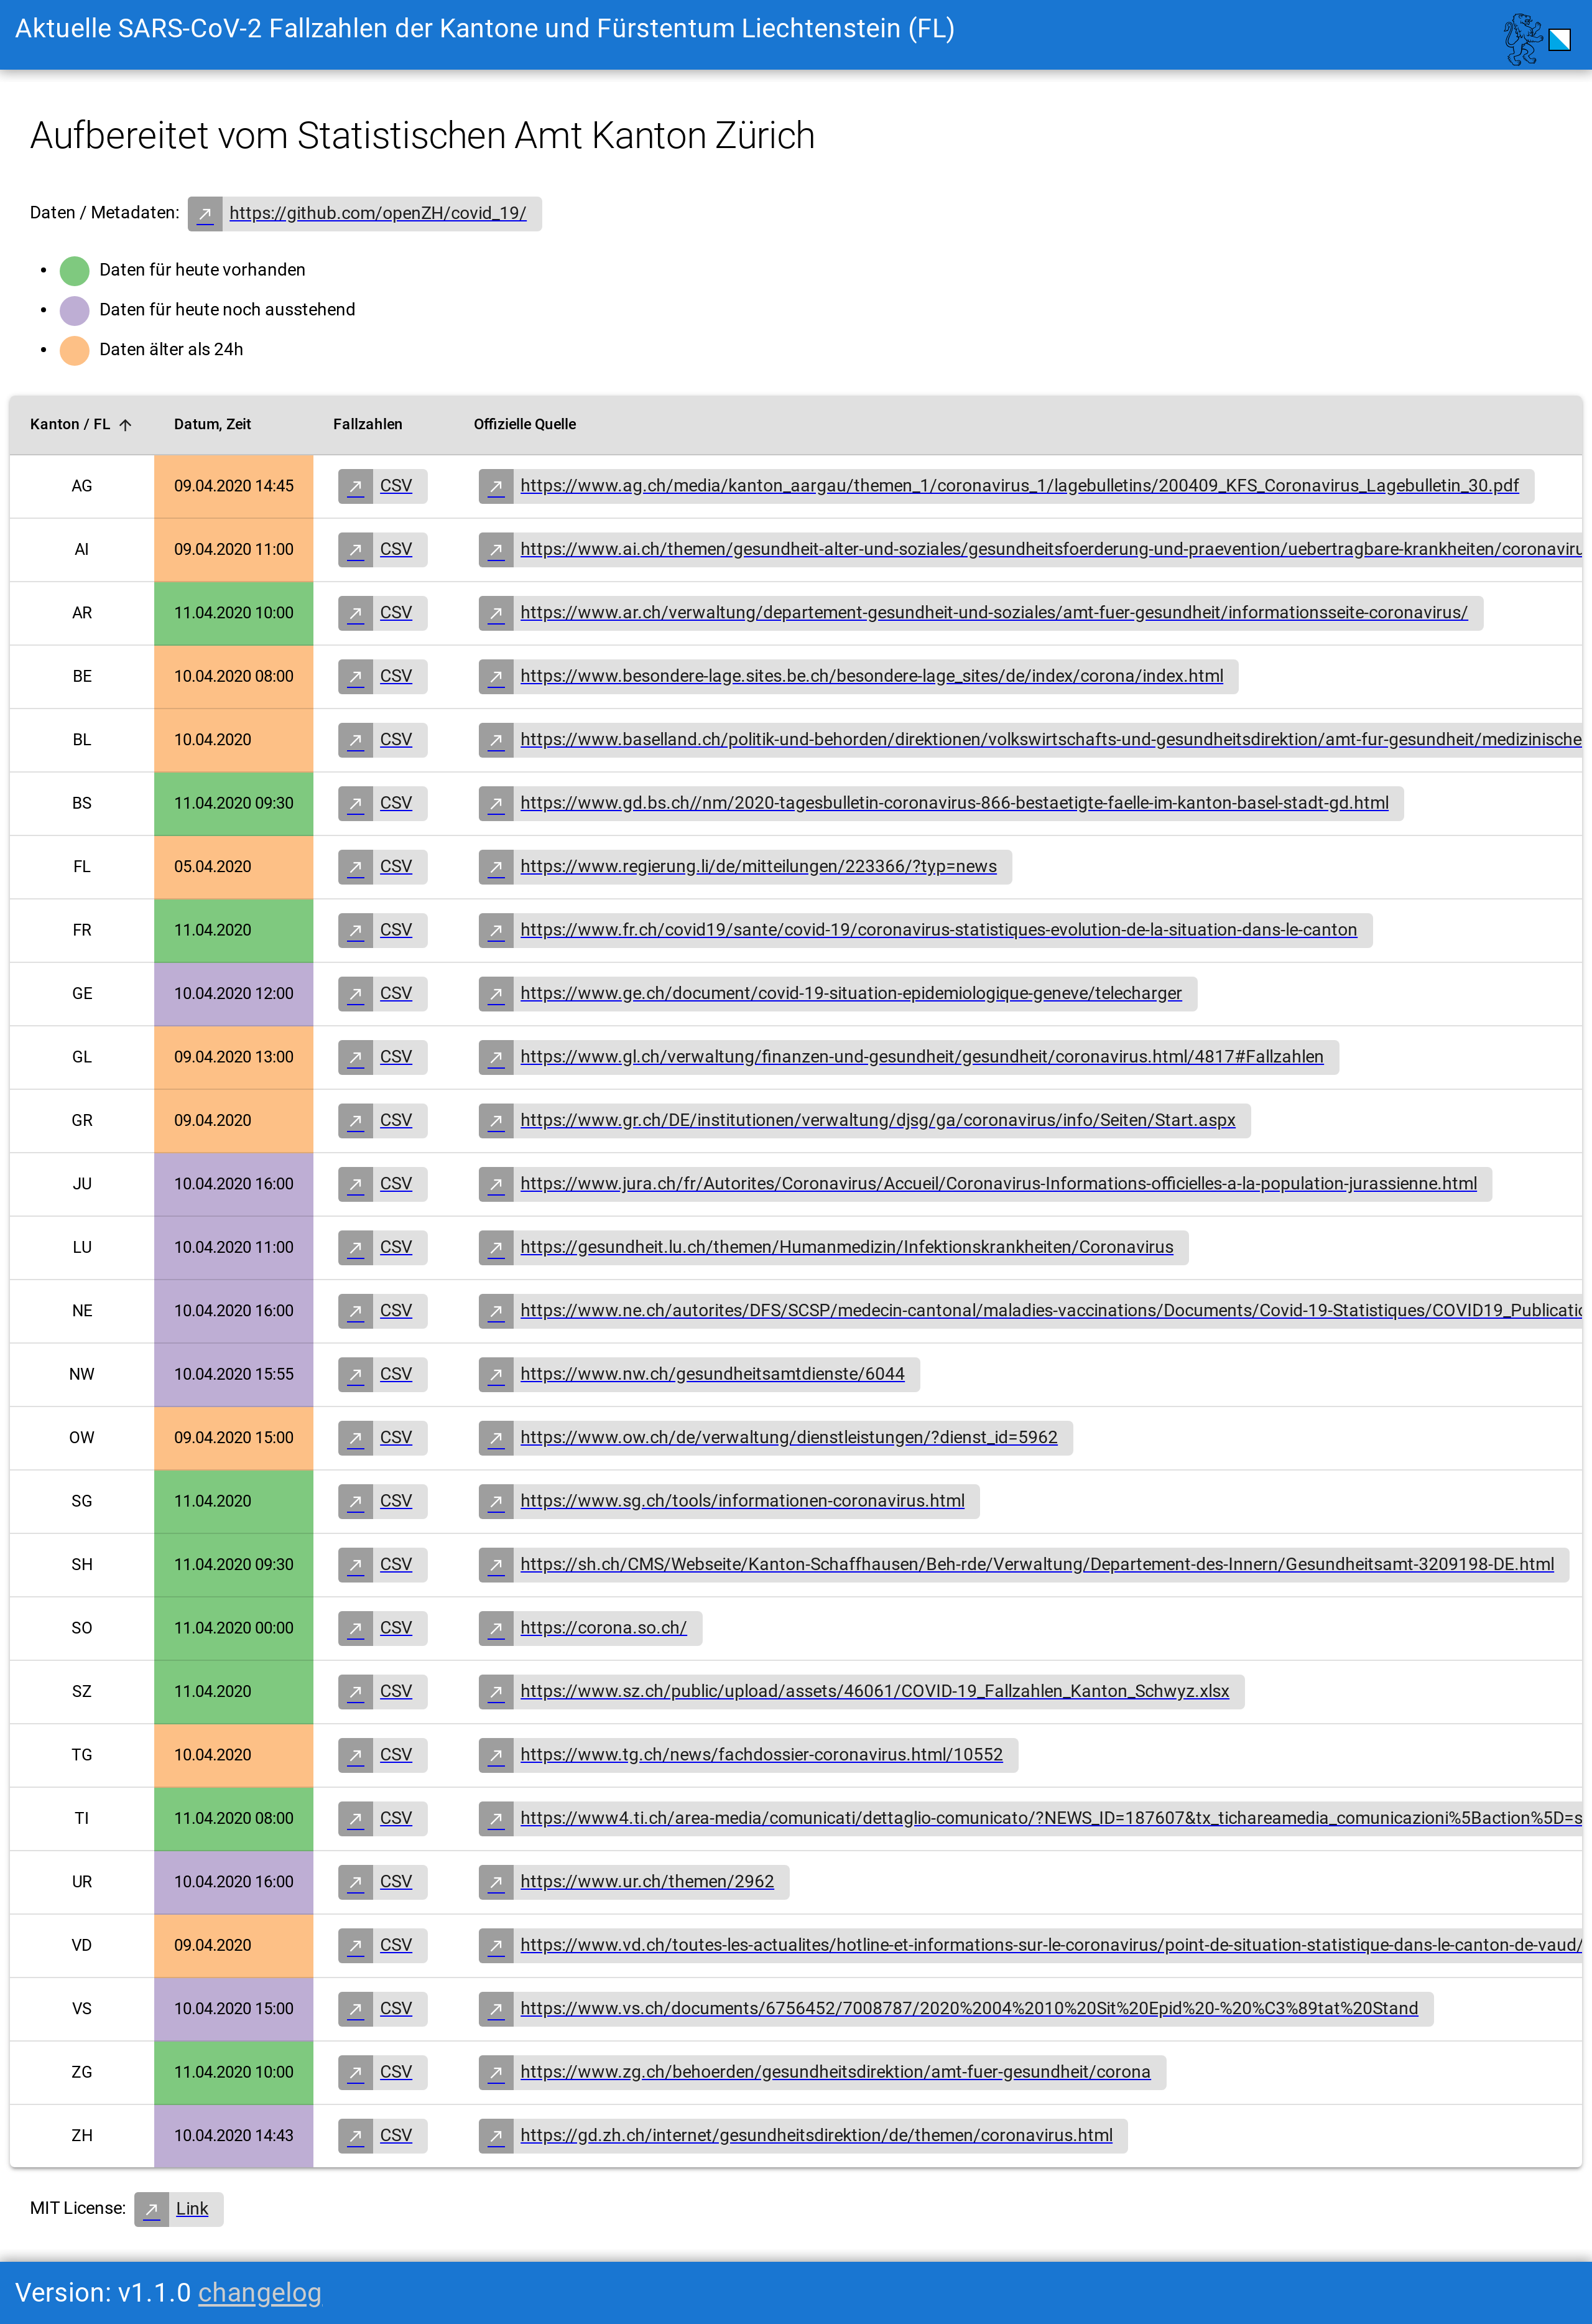 Aktuelle SARS-CoV-2 Fallzahlen der Kantone und Fürstentum Liechtenstein (FL)
Aufbereitet vom Statistischen Amt Kanton Zürich
Daten / Metadaten: https://github.com/openZH/covid_19/
Daten für heute vorhanden
Daten für heute noch ausstehend
Daten älter als 24h
Kanton / FL Datum, Zeit Fallzahlen Offizielle Quelle
AG 09.04.2020 14:45 CSV https://www.ag.ch/media/kanton_aargau/themen_1/coronavirus_1/lagebulletins/200409_KFS_Coronavirus_Lagebulletin_30.pdf
AI 09.04.2020 11:00 CSV https://www.ai.ch/themen/gesundheit-alter-und-soziales/gesundheitsfoerderung-und-praevention/uebertragbare-krankheiten/coronaviru
AR 11.04.2020 10:00 CSV https://www.ar.ch/verwaltung/departement-gesundheit-und-soziales/amt-fuer-gesundheit/informationsseite-coronavirus/
BE 10.04.2020 08:00 CSV https://www.besondere-lage.sites.be.ch/besondere-lage_sites/de/index/corona/index.html
BL 10.04.2020 CSV https://www.baselland.ch/politik-und-behorden/direktionen/volkswirtschafts-und-gesundheitsdirektion/amt-fur-gesundheit/medizinische
BS 11.04.2020 09:30 CSV https://www.gd.bs.ch//nm/2020-tagesbulletin-coronavirus-866-bestaetigte-faelle-im-kanton-basel-stadt-gd.html
FL 05.04.2020 CSV https://www.regierung.li/de/mitteilungen/223366/?typ=news
FR 11.04.2020 CSV https://www.fr.ch/covid19/sante/covid-19/coronavirus-statistiques-evolution-de-la-situation-dans-le-canton
GE 10.04.2020 12:00 CSV https://www.ge.ch/document/covid-19-situation-epidemiologique-geneve/telecharger
GL 09.04.2020 13:00 CSV https://www.gl.ch/verwaltung/finanzen-und-gesundheit/gesundheit/coronavirus.html/4817#Fallzahlen
GR 09.04.2020 CSV https://www.gr.ch/DE/institutionen/verwaltung/djsg/ga/coronavirus/info/Seiten/Start.aspx
JU 10.04.2020 16:00 CSV https://www.jura.ch/fr/Autorites/Coronavirus/Accueil/Coronavirus-Informations-officielles-a-la-population-jurassienne.html
LU 10.04.2020 11:00 CSV https://gesundheit.lu.ch/themen/Humanmedizin/Infektionskrankheiten/Coronavirus
NE 10.04.2020 16:00 CSV https://www.ne.ch/autorites/DFS/SCSP/medecin-cantonal/maladies-vaccinations/Documents/Covid-19-Statistiques/COVID19_Publicatio
NW 10.04.2020 15:55 CSV https://www.nw.ch/gesundheitsamtdienste/6044
OW 09.04.2020 15:00 CSV https://www.ow.ch/de/verwaltung/dienstleistungen/?dienst_id=5962
SG 11.04.2020 CSV https://www.sg.ch/tools/informationen-coronavirus.html
SH 11.04.2020 09:30 CSV https://sh.ch/CMS/Webseite/Kanton-Schaffhausen/Beh-rde/Verwaltung/Departement-des-Innern/Gesundheitsamt-3209198-DE.html
SO 11.04.2020 00:00 CSV https://corona.so.ch/
SZ 11.04.2020 CSV https://www.sz.ch/public/upload/assets/46061/COVID-19_Fallzahlen_Kanton_Schwyz.xlsx
TG 10.04.2020 CSV https://www.tg.ch/news/fachdossier-coronavirus.html/10552
TI 11.04.2020 08:00 CSV https://www4.ti.ch/area-media/comunicati/dettaglio-comunicato/?NEWS_ID=187607&tx_tichareamedia_comunicazioni%5Baction%5D=s
UR 10.04.2020 16:00 CSV https://www.ur.ch/themen/2962
VD 09.04.2020 CSV https://www.vd.ch/toutes-les-actualites/hotline-et-informations-sur-le-coronavirus/point-de-situation-statistique-dans-le-canton-de-vaud/
VS 10.04.2020 15:00 CSV https://www.vs.ch/documents/6756452/7008787/2020%2004%2010%20Sit%20Epid%20-%20%C3%89tat%20Stand
ZG 11.04.2020 10:00 CSV https://www.zg.ch/behoerden/gesundheitsdirektion/amt-fuer-gesundheit/corona
ZH 10.04.2020 14:43 CSV https://gd.zh.ch/internet/gesundheitsdirektion/de/themen/coronavirus.html
MIT License: Link
Version: v1.1.0 changelog